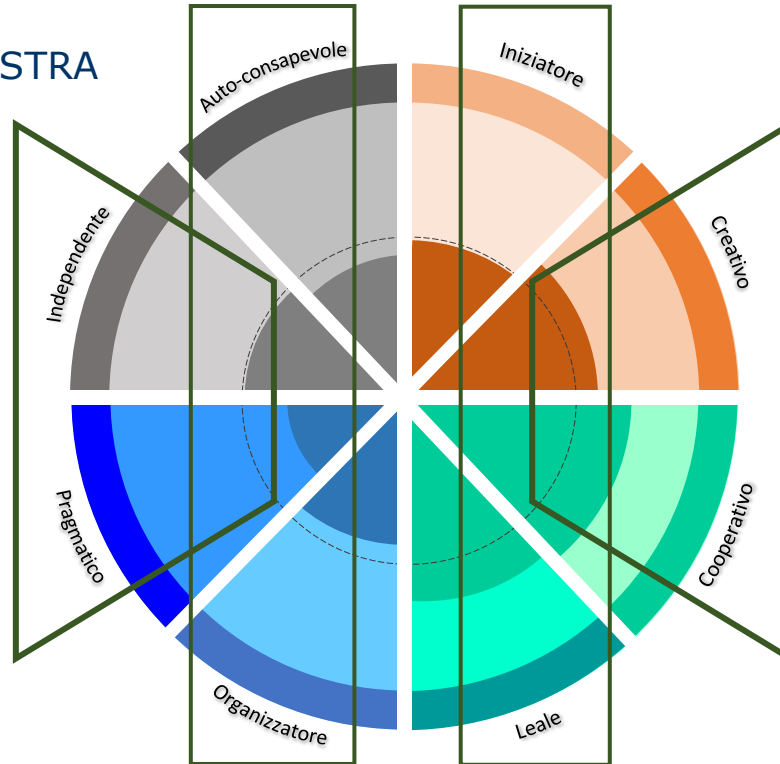 STRA
Auto-consapevole
Iniziatore
Independente
Creativo
Pragmatico
Cooperativo
Organizzatore
Leale